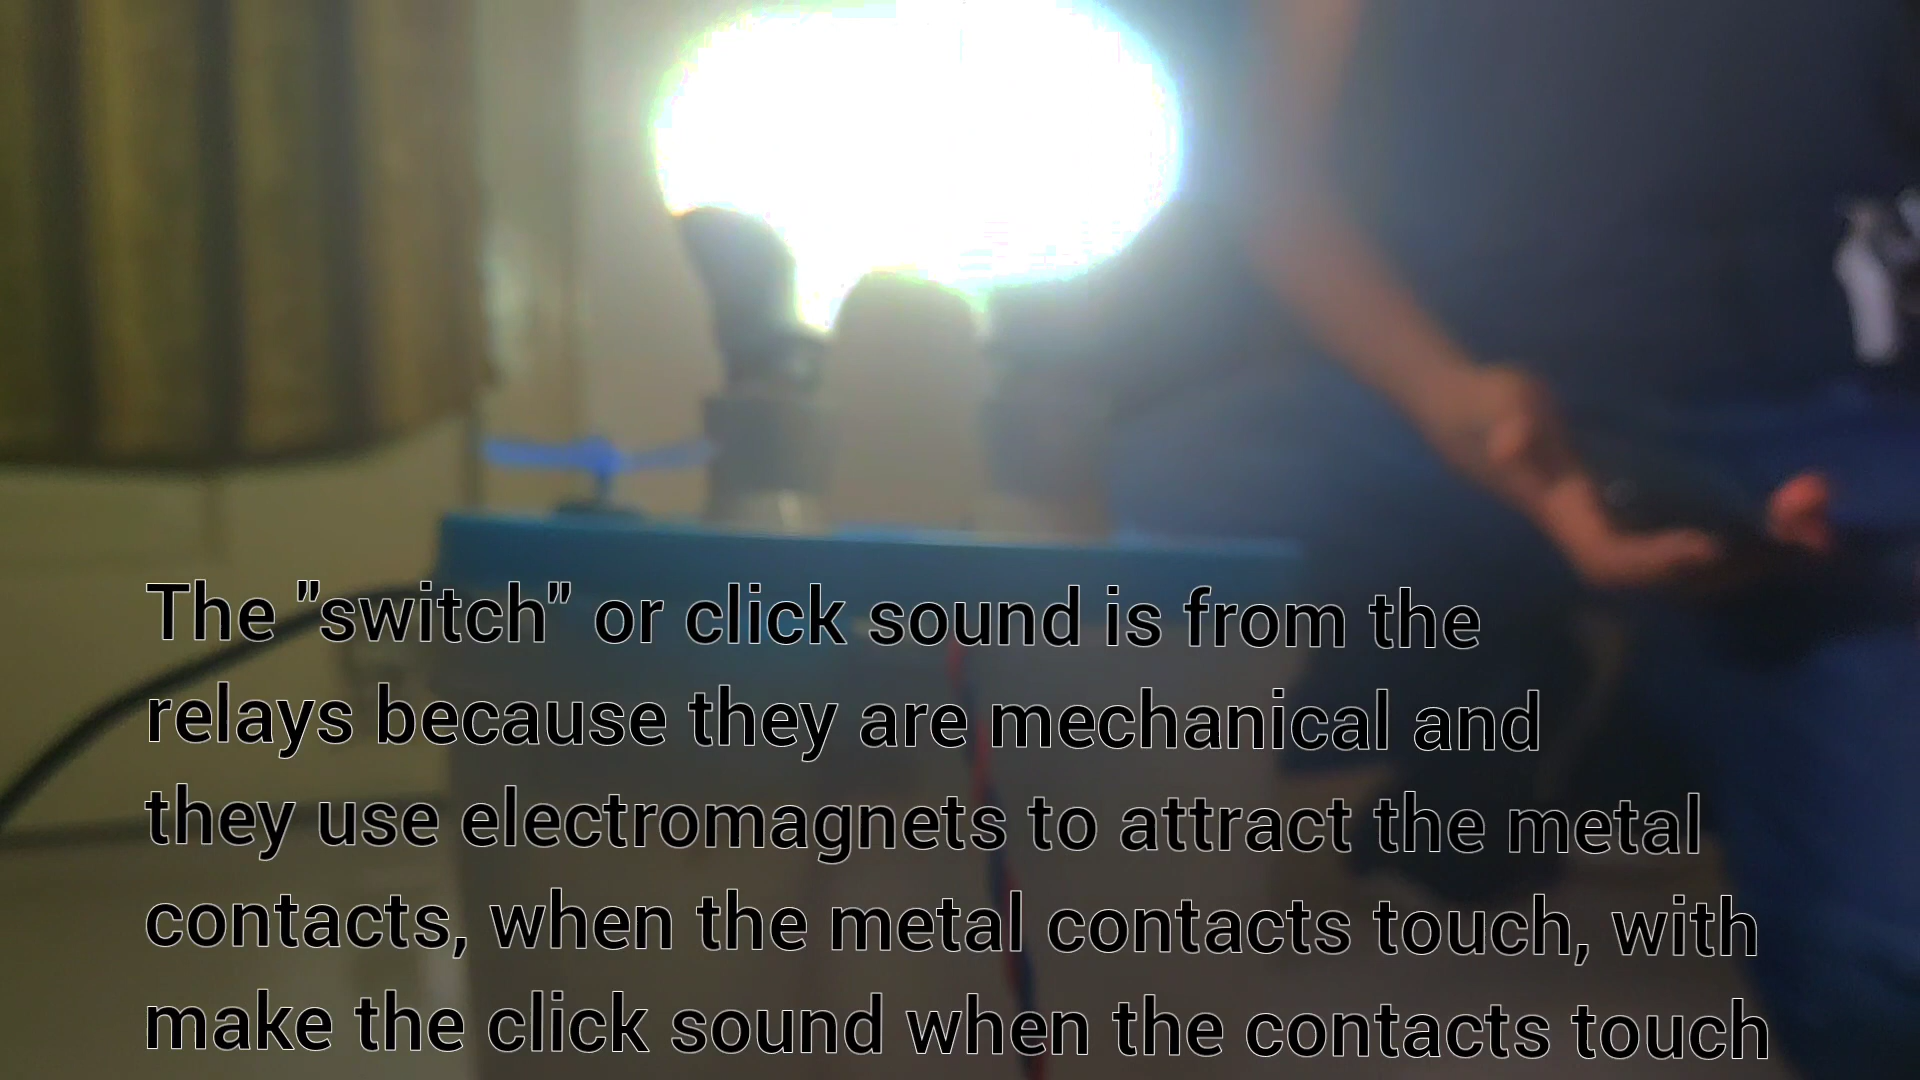 The "switch" or click sound is from the
relays because they are mechanical and
they use electromagnets to attract the metal
contacts, when the metal contacts touch, with
make the click sound when the contacts touch